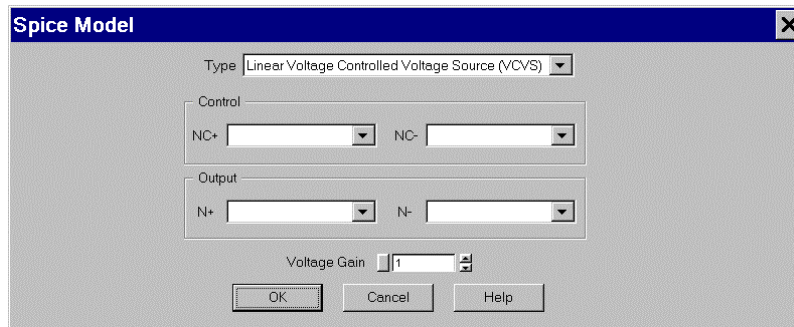 Spice Model
Type Linear Voltage Controlled Voltage Source (VCVS)
Control
NC+ NC-
Output
N+ N-
Voltage Gain 1
OK Cancel Help